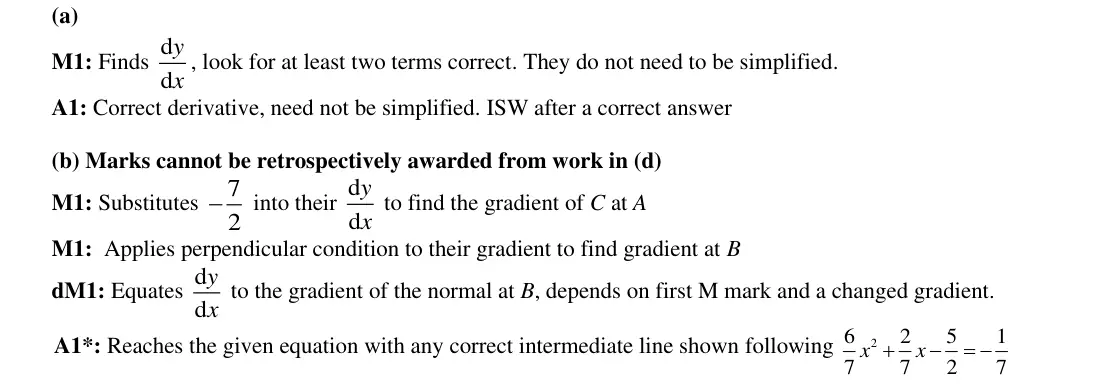 (a)
M1: Finds dy/dx, look for at least two terms correct. They do not need to be simplified.
A1: Correct derivative, need not be simplified. ISW after a correct answer
(b) Marks cannot be retrospectively awarded from work in (d)
M1: Substitutes −7/2 into their dy/dx to find the gradient of C at A
M1: Applies perpendicular condition to their gradient to find gradient at B
dM1: Equates dy/dx to the gradient of the normal at B, depends on first M mark and a changed gradient.
A1*: Reaches the given equation with any correct intermediate line shown following 6/7 x² + 2/7 x − 5/2 = −1/7